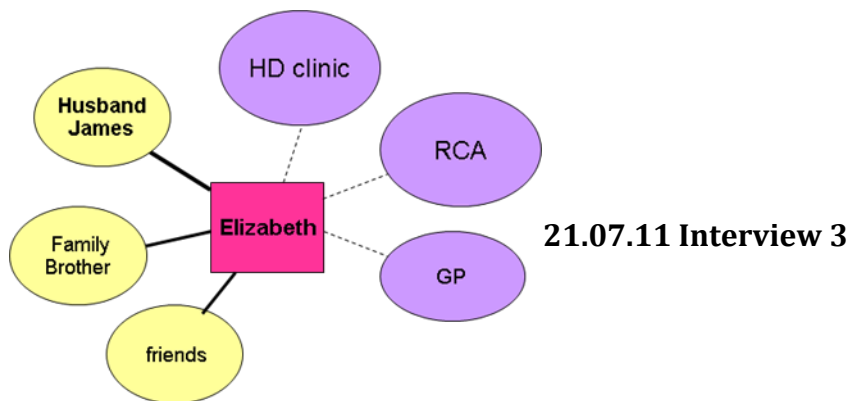 HD clinic
Husband
James
RCA
Elizabeth
21.07.11 Interview 3
Family
Brother
GP
friends